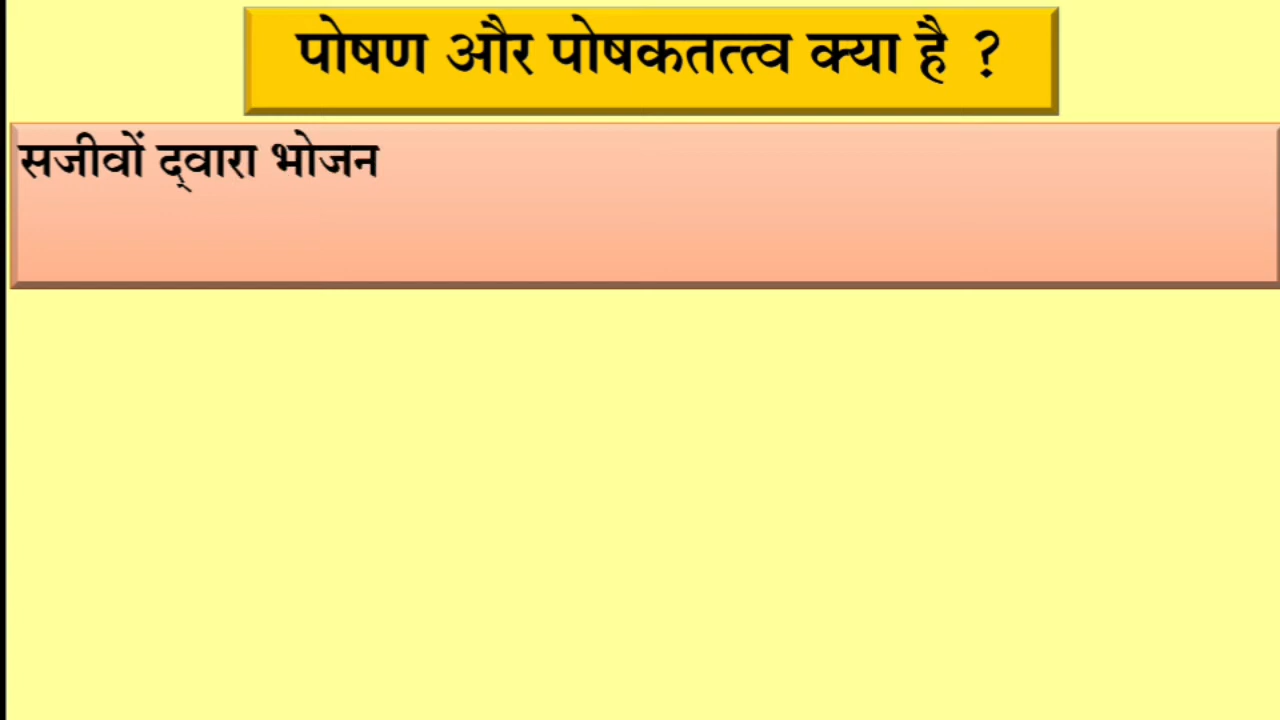 पोषण और पोषकतत्त्व क्या है ?
सजीवों द्‌वारा भोजन